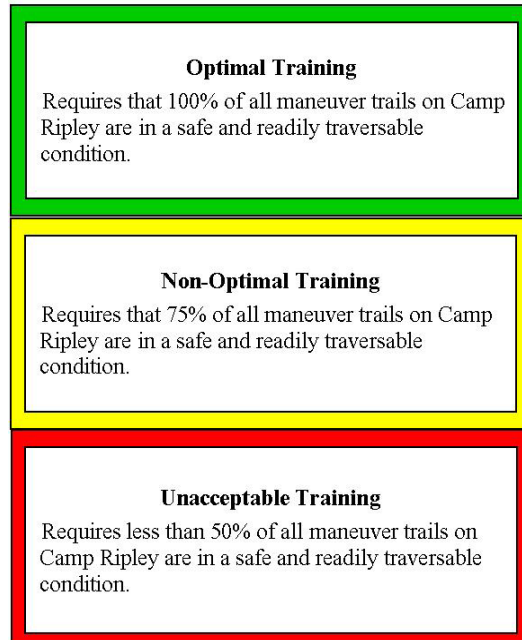 Optimal Training
Requires that 100% of all maneuver trails on Camp
Ripley are in a safe and readily traversable
condition.
Non-Optimal Training
Requires that 75% of all maneuver trails on Camp
Ripley are in a safe and readily traversable
condition.
Unacceptable Training
Requires less than 50% of all maneuver trails on
Camp Ripley are in a safe and readily traversable
condition.